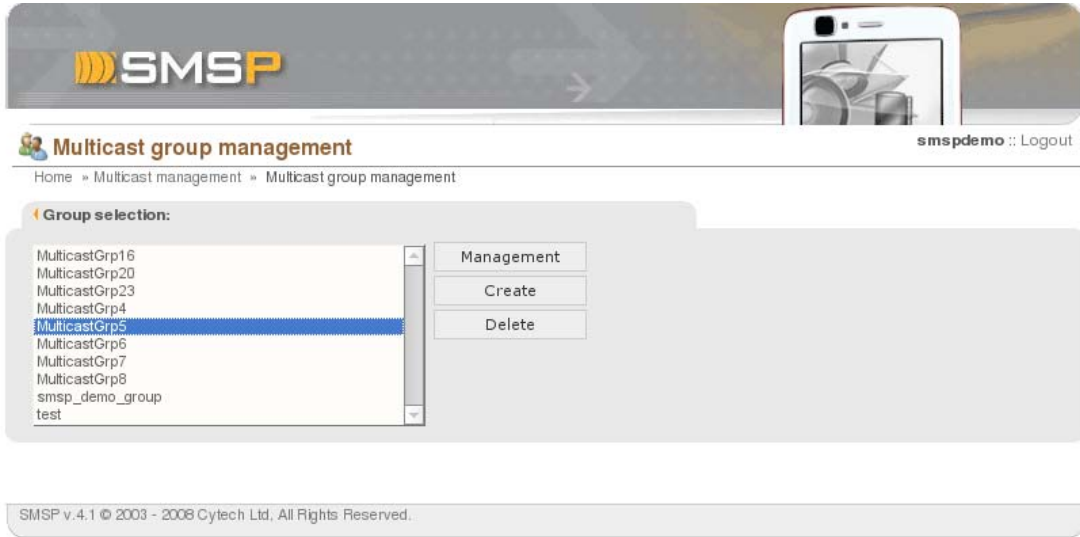 SMSP
Multicast group management
smspdemo :: Logout
Home » Multicast management » Multicast group management
Group selection:
MulticastGrp16
MulticastGrp20
MulticastGrp23
MulticastGrp4
MulticastGrp5
MulticastGrp6
MulticastGrp7
MulticastGrp8
smsp_demo_group
test
Management
Create
Delete
SMSP v.4.1 © 2003 - 2008 Cytech Ltd, All Rights Reserved.